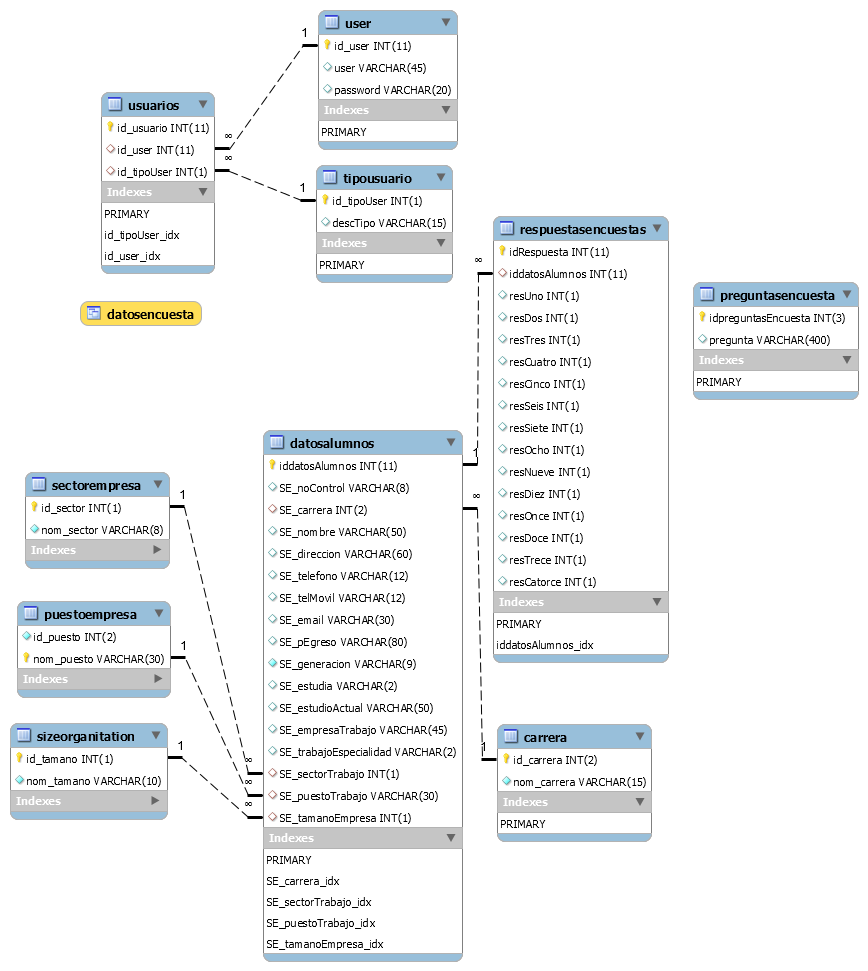 user
id_user INT(11)
user VARCHAR(45)
password VARCHAR(20)
Indexes
PRIMARY
usuarios
id_usuario INT(11)
id_user INT(11)
id_tipoUser INT(1)
Indexes
PRIMARY
id_tipoUser_idx
id_user_idx
1
∞
∞
1
tipousuario
id_tipoUser INT(1)
descTipo VARCHAR(15)
Indexes
PRIMARY
datosencuesta
respuestasencuestas
idRespuesta INT(11)
iddatosAlumnos INT(11)
resUno INT(1)
resDos INT(1)
resTres INT(1)
resCuatro INT(1)
resCinco INT(1)
resSeis INT(1)
resSiete INT(1)
resOcho INT(1)
resNueve INT(1)
resDiez INT(1)
resOnce INT(1)
resDoce INT(1)
resTrece INT(1)
resCatorce INT(1)
Indexes
PRIMARY
iddatosAlumnos_idx
∞
1
preguntasencuesta
idpreguntasEncuesta INT(3)
pregunta VARCHAR(400)
Indexes
PRIMARY
datosalumnos
iddatosAlumnos INT(11)
SE_noControl VARCHAR(8)
SE_carrera INT(2)
SE_nombre VARCHAR(50)
SE_direccion VARCHAR(60)
SE_telefono VARCHAR(12)
SE_telMovil VARCHAR(12)
SE_email VARCHAR(30)
SE_pEgreso VARCHAR(80)
SE_generacion VARCHAR(9)
SE_estudia VARCHAR(2)
SE_estudioActual VARCHAR(50)
SE_empresaTrabajo VARCHAR(45)
SE_trabajoEspecialidad VARCHAR(2)
SE_sectorTrabajo INT(1)
SE_puestoTrabajo VARCHAR(30)
SE_tamanoEmpresa INT(1)
Indexes
PRIMARY
SE_carrera_idx
SE_sectorTrabajo_idx
SE_puestoTrabajo_idx
SE_tamanoEmpresa_idx
∞
1
sectorempresa
id_sector INT(1)
nom_sector VARCHAR(8)
Indexes
1
∞
puestoempresa
id_puesto INT(2)
nom_puesto VARCHAR(30)
Indexes
1
∞
sizeorganitation
id_tamano INT(1)
nom_tamano VARCHAR(10)
Indexes
1
∞
carrera
id_carrera INT(2)
nom_carrera VARCHAR(15)
Indexes
PRIMARY